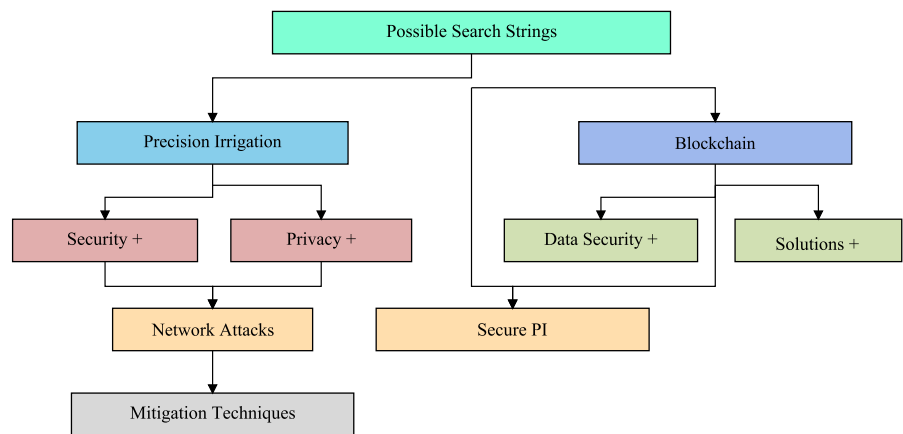 Possible Search Strings
Precision Irrigation
Blockchain
Security +
Privacy +
Data Security +
Solutions +
Network Attacks
Secure PI
Mitigation Techniques